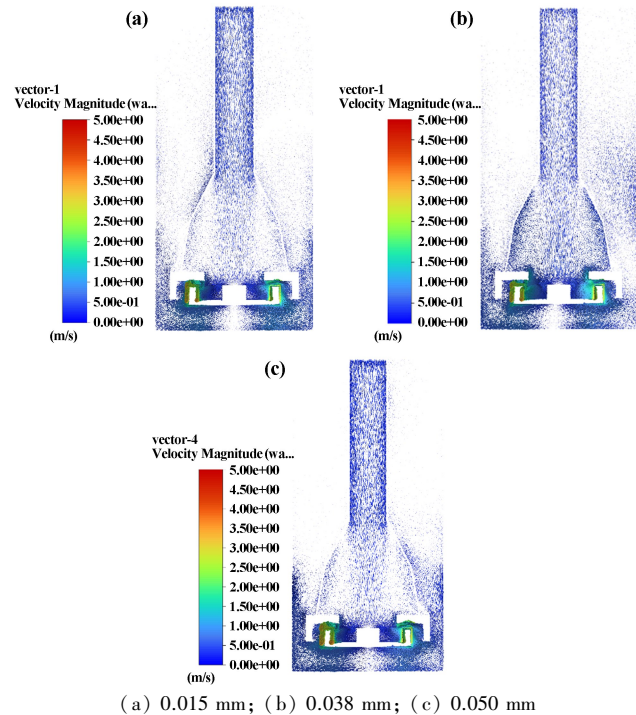 (a)
vector-1
Velocity Magnitude (wa...
5.00e+00
4.50e+00
4.00e+00
3.50e+00
3.00e+00
2.50e+00
2.00e+00
1.50e+00
1.00e+00
5.00e-01
0.00e+00
(m/s)
(b)
vector-1
Velocity Magnitude (wa...
5.00e+00
4.50e+00
4.00e+00
3.50e+00
3.00e+00
2.50e+00
2.00e+00
1.50e+00
1.00e+00
5.00e-01
0.00e+00
(m/s)
(c)
vector-4
Velocity Magnitude (wa...
5.00e+00
4.50e+00
4.00e+00
3.50e+00
3.00e+00
2.50e+00
2.00e+00
1.50e+00
1.00e+00
5.00e-01
0.00e+00
(m/s)
(a) 0.015 mm; (b) 0.038 mm; (c) 0.050 mm